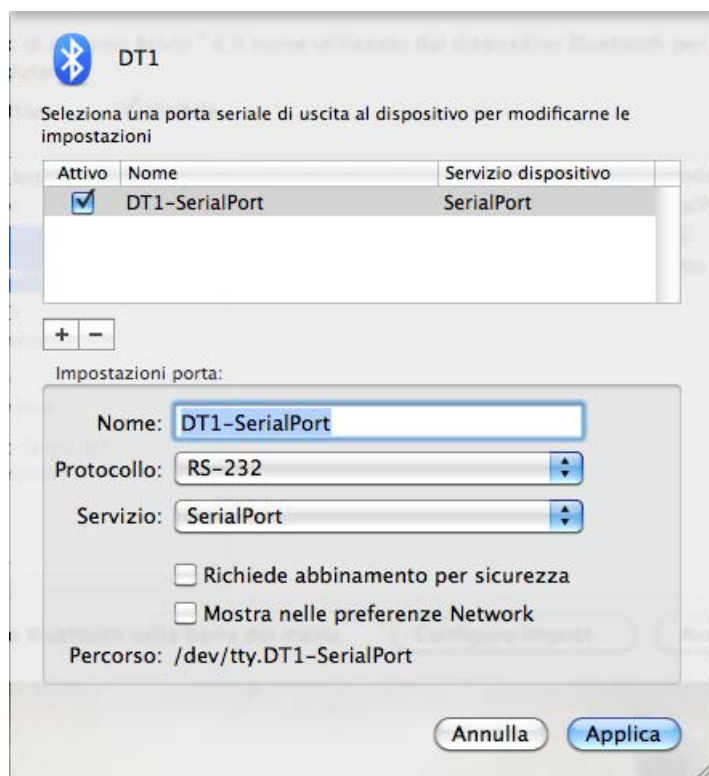 DT1
Seleziona una porta seriale di uscita al dispositivo per modificarne le
impostazioni
Attivo Nome Servizio dispositivo
DT1-SerialPort SerialPort
+ −
Impostazioni porta:
Nome: DT1-SerialPort
Protocollo: RS-232
Servizio: SerialPort
Richiede abbinamento per sicurezza
Mostra nelle preferenze Network
Percorso: /dev/tty.DT1-SerialPort
Annulla Applica